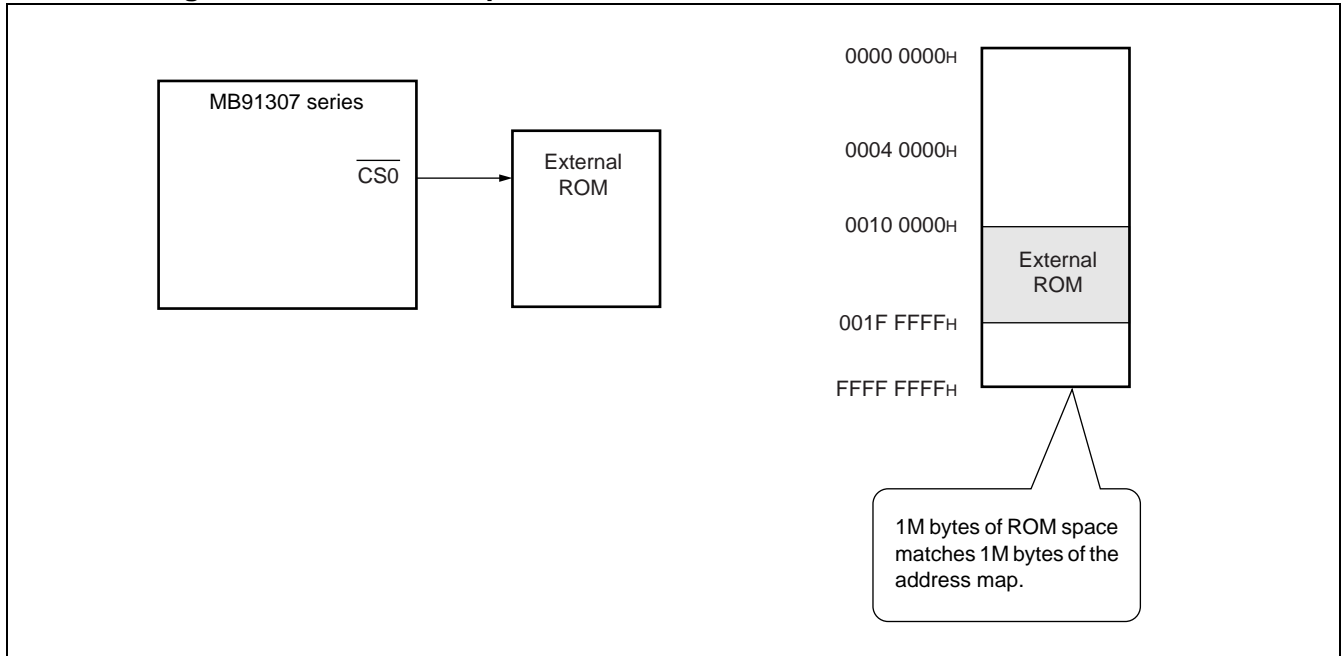 MB91307 series
CS0
External
ROM
0000 0000H
0004 0000H
0010 0000H
External
ROM
001F FFFFH
FFFF FFFFH
1M bytes of ROM space
matches 1M bytes of the
address map.